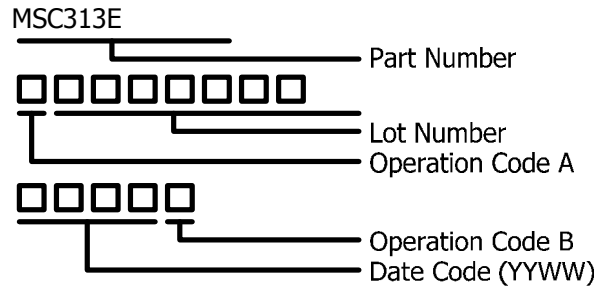 MSC313E
Part Number
Lot Number
Operation Code A
Operation Code B
Date Code (YYWW)